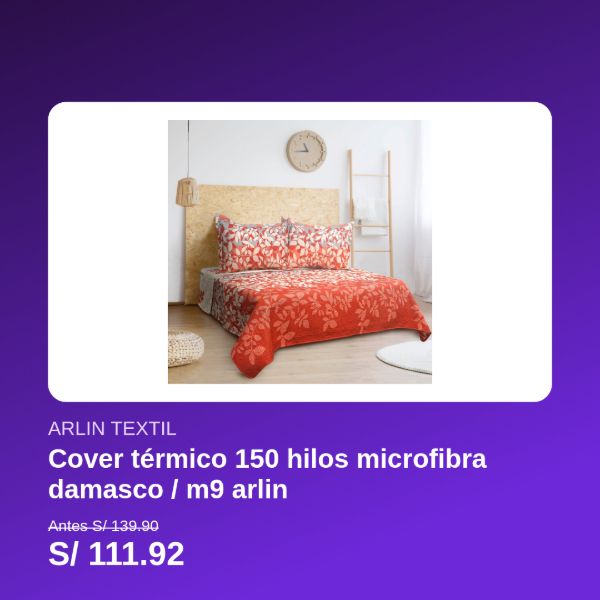 ARLIN TEXTIL
Cover térmico 150 hilos microfibra
damasco / m9 arlin
Antes S/ 139.90
S/ 111.92